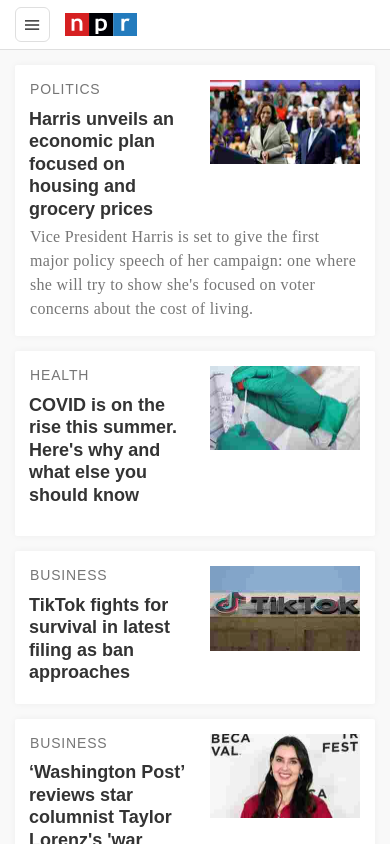 npr
POLITICS
Harris unveils an
economic plan
focused on
housing and
grocery prices
Vice President Harris is set to give the first
major policy speech of her campaign: one where
she will try to show she's focused on voter
concerns about the cost of living.
HEALTH
COVID is on the
rise this summer.
Here's why and
what else you
should know
BUSINESS
TikTok fights for
survival in latest
filing as ban
approaches
TikTok
BUSINESS
‘Washington Post’
reviews star
columnist Taylor
Lorenz's 'war
BECA
VAL.
FEST